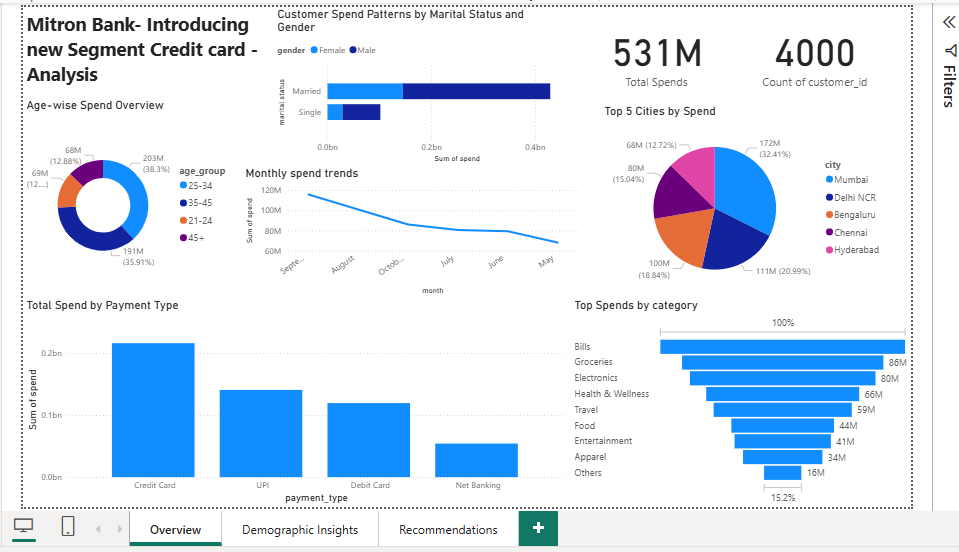 Mitron Bank- Introducing
new Segment Credit card -
Analysis
Customer Spend Patterns by Marital Status and
Gender
gender Female Male
marital status
Married
Single
0.0bn 0.2bn 0.4bn
Sum of spend
531M
Total Spends
4000
Count of customer_id
Filters
Age-wise Spend Overview
68M
(12.88%)
203M
(38.3%)
69M
(12...)
191M
(35.91%)
age_group
25-34
35-45
21-24
45+
Monthly spend trends
Sum of spend
120M
100M
80M
60M
Septe... August Octob... July June May
month
Top 5 Cities by Spend
68M (12.72%)
172M
(32.41%)
80M
(15.04%)
100M
(18.84%)
111M (20.99%)
city
Mumbai
Delhi NCR
Bengaluru
Chennai
Hyderabad
Total Spend by Payment Type
Sum of spend
0.2bn
0.1bn
0.0bn
Credit Card UPI Debit Card Net Banking
payment_type
Top Spends by category
100%
Bills
Groceries 86M
Electronics 80M
Health & Wellness 66M
Travel 59M
Food 44M
Entertainment 41M
Apparel 34M
Others 16M
15.2%
Overview Demographic Insights Recommendations +